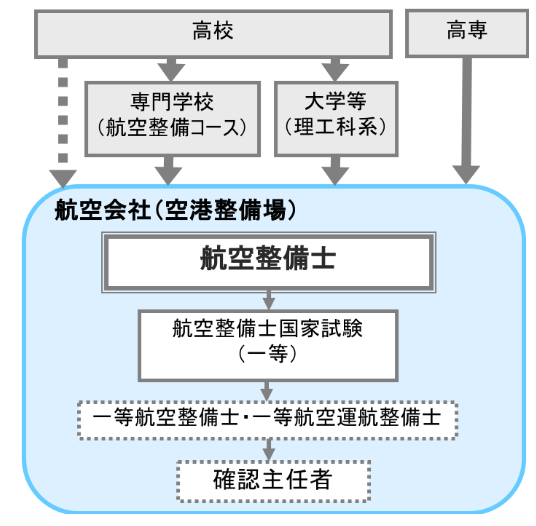 高校
高専
専門学校
（航空整備コース）
大学等
（理工科系）
航空会社（空港整備場）
航空整備士
航空整備士国家試験
（一等）
一等航空整備士・一等航空運航整備士
確認主任者